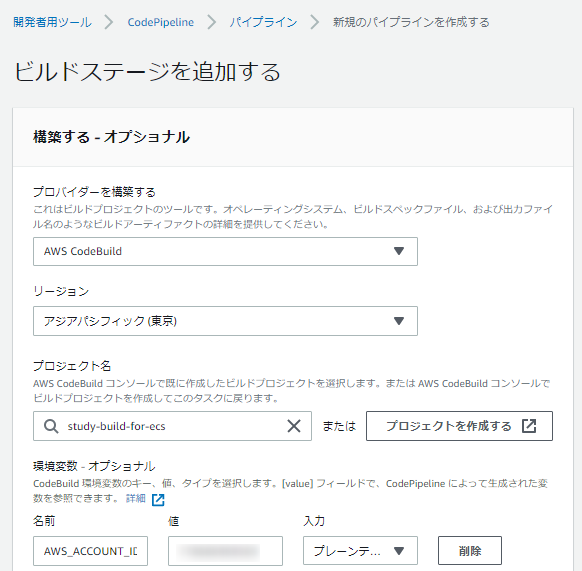 開発者用ツール > CodePipeline > パイプライン > 新規のパイプラインを作成する
ビルドステージを追加する
構築する - オプショナル
プロバイダーを構築する
これはビルドプロジェクトのツールです。オペレーティングシステム、ビルドスペックファイル、および出力ファイ
ル名のようなビルドアーティファクトの詳細を提供してください。
AWS CodeBuild
リージョン
アジアパシフィック (東京)
プロジェクト名
AWS CodeBuild コンソールで既に作成したビルドプロジェクトを選択します。または AWS CodeBuild コンソールで
ビルドプロジェクトを作成してこのタスクに戻ります。
study-build-for-ecs または プロジェクトを作成する
環境変数 - オプショナル
CodeBuild 環境変数のキー、値、タイプを選択します。[value] フィールドで、CodePipeline によって生成された変
数を参照できます。 詳細
名前 値 入力
AWS_ACCOUNT_ID プレーンテ... 削除